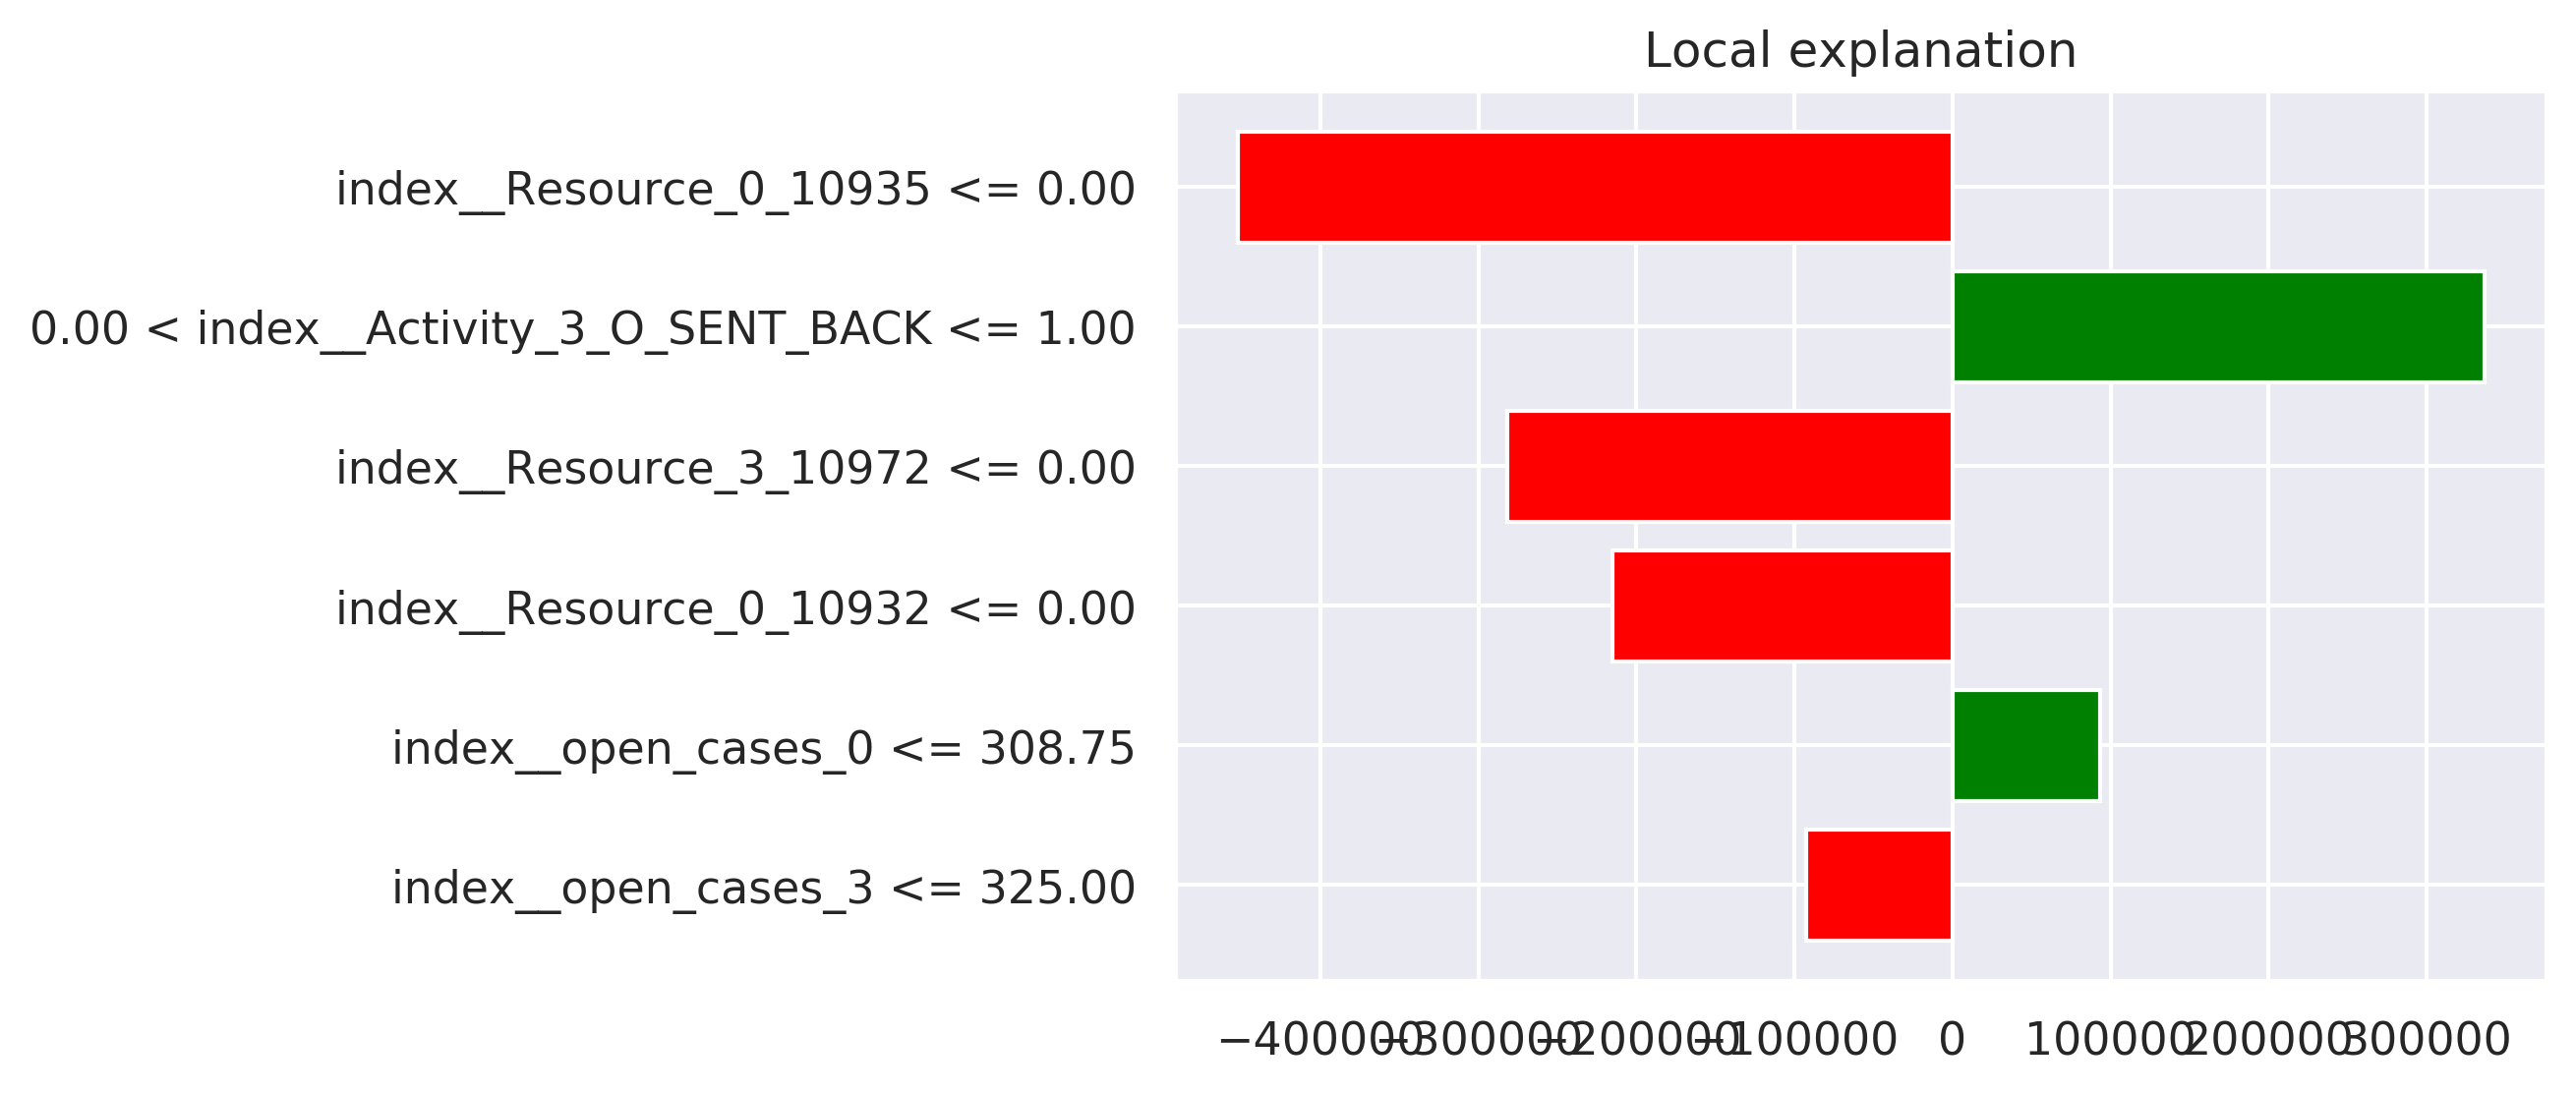 Local explanation
index__Resource_0_10935 <= 0.00
0.00 < index__Activity_3_O_SENT_BACK <= 1.00
index__Resource_3_10972 <= 0.00
index__Resource_0_10932 <= 0.00
index__open_cases_0 <= 308.75
index__open_cases_3 <= 325.00
−400000 −300000 −200000 −100000 0 100000 200000 300000